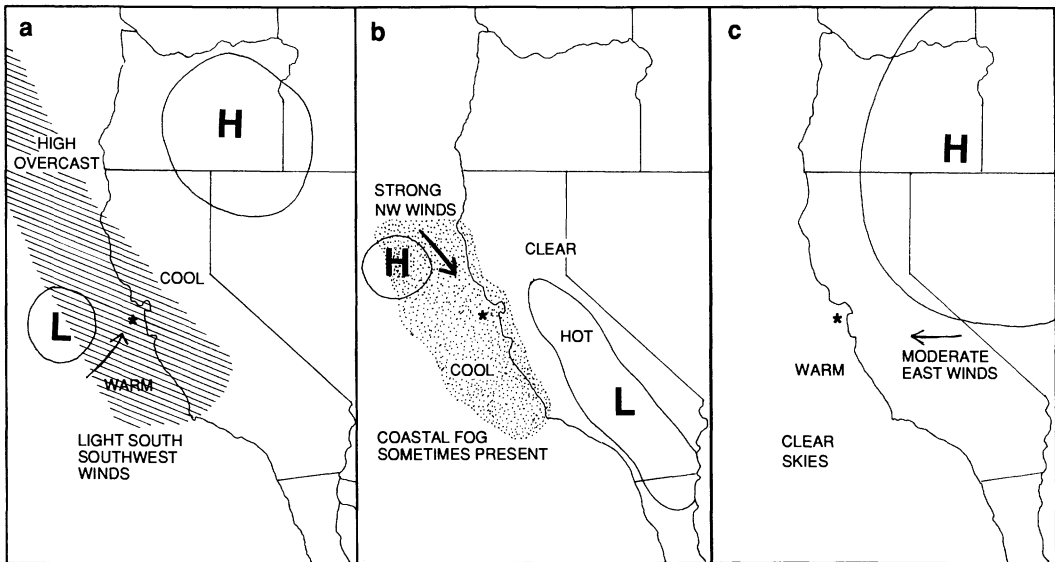 a
H
HIGH
OVERCAST
COOL
L
*
WARM
LIGHT SOUTH
SOUTHWEST
WINDS
b
STRONG
NW WINDS
H
CLEAR
*
HOT
COOL
L
COASTAL FOG
SOMETIMES PRESENT
c
H
*
WARM
MODERATE
EAST WINDS
CLEAR
SKIES